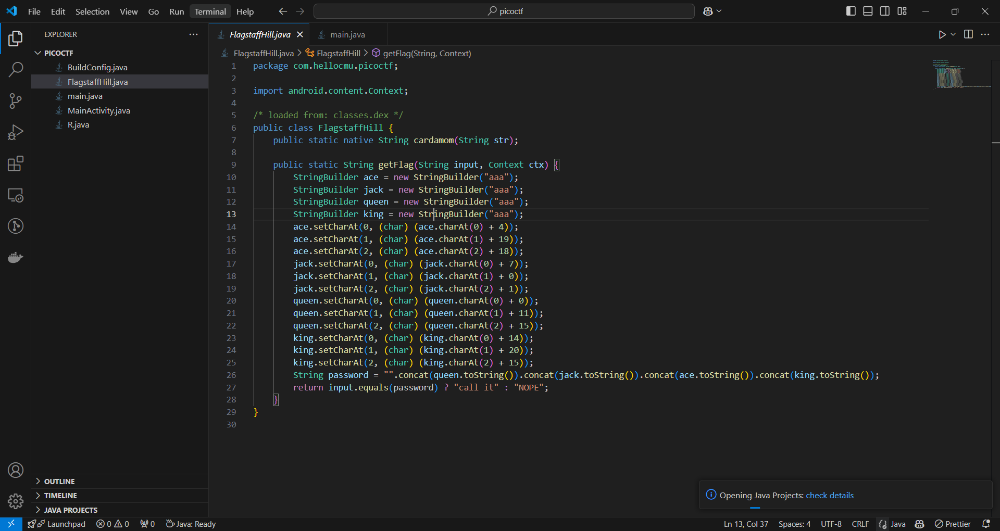 File Edit Selection View Go Run Terminal Help
picoctf
EXPLORER
PICOCTF
BuildConfig.java
FlagstaffHill.java
main.java
MainActivity.java
R.java
OUTLINE
TIMELINE
JAVA PROJECTS
FlagstaffHill.java
main.java
FlagstaffHill.java > FlagstaffHill > getFlag(String, Context)
1 package com.hellocmu.picoctf;
2
3 import android.content.Context;
4
5 /* loaded from: classes.dex */
6 public class FlagstaffHill {
7 public static native String cardamom(String str);
8
9 public static String getFlag(String input, Context ctx) {
10 StringBuilder ace = new StringBuilder("aaa");
11 StringBuilder jack = new StringBuilder("aaa");
12 StringBuilder queen = new StringBuilder("aaa");
13 StringBuilder king = new StringBuilder("aaa");
14 ace.setCharAt(0, (char) (ace.charAt(0) + 4));
15 ace.setCharAt(1, (char) (ace.charAt(1) + 19));
16 ace.setCharAt(2, (char) (ace.charAt(2) + 18));
17 jack.setCharAt(0, (char) (jack.charAt(0) + 7));
18 jack.setCharAt(1, (char) (jack.charAt(1) + 0));
19 jack.setCharAt(2, (char) (jack.charAt(2) + 1));
20 queen.setCharAt(0, (char) (queen.charAt(0) + 0));
21 queen.setCharAt(1, (char) (queen.charAt(1) + 11));
22 queen.setCharAt(2, (char) (queen.charAt(2) + 15));
23 king.setCharAt(0, (char) (king.charAt(0) + 14));
24 king.setCharAt(1, (char) (king.charAt(1) + 20));
25 king.setCharAt(2, (char) (king.charAt(2) + 15));
26 String password = "".concat(queen.toString()).concat(jack.toString()).concat(ace.toString()).concat(king.toString());
27 return input.equals(password) ? "call it" : "NOPE";
28 }
29 }
30
Opening Java Projects: check details
Launchpad 0 0 0 Java: Ready
Ln 13, Col 37 Spaces: 4 UTF-8 CRLF Java Prettier